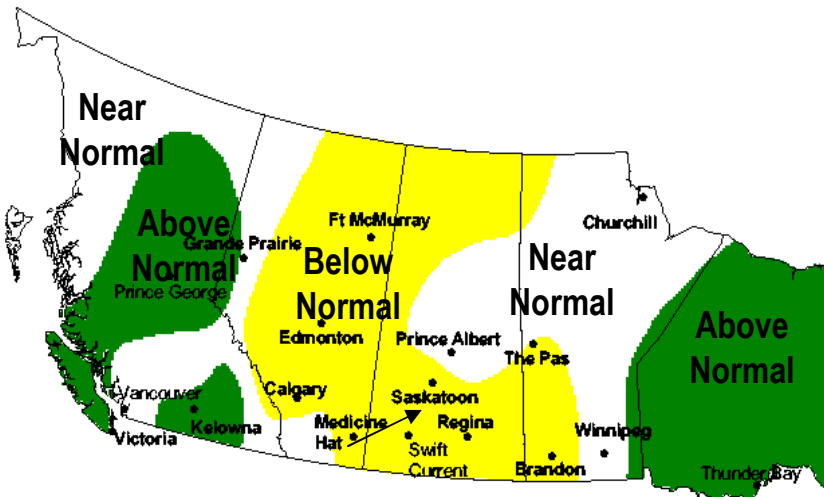 Near
Normal
Above
Normal
Grande Prairie
Prince George
Ft McMurray
Below
Normal
Edmonton
Calgary
Churchill
Near
Normal
Prince Albert
The Pas
Above
Normal
Saskatoon
Vancouver
Victoria
Kelowna
Medicine
Hat
Swift
Current
Regina
Brandon
Winnipeg
Thunder Bay